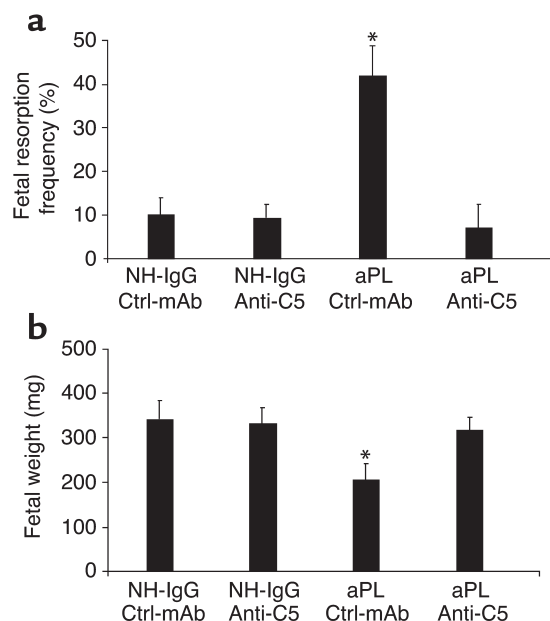 a
Fetal resorption
frequency (%)
50
40
30
20
10
0
*
NH-IgG
Ctrl-mAb
NH-IgG
Anti-C5
aPL
Ctrl-mAb
aPL
Anti-C5
b
Fetal weight (mg)
500
400
300
200
100
0
*
NH-IgG
Ctrl-mAb
NH-IgG
Anti-C5
aPL
Ctrl-mAb
aPL
Anti-C5